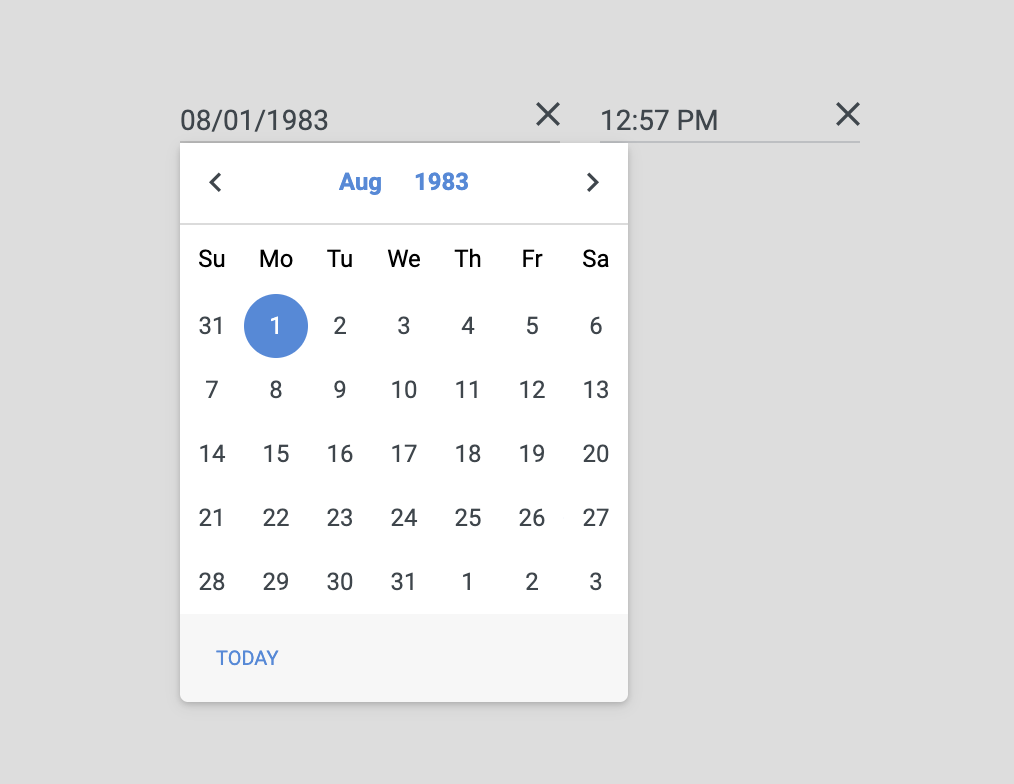 08/01/1983 12:57 PM
Aug 1983
Su Mo Tu We Th Fr Sa
31 1 2 3 4 5 6
7 8 9 10 11 12 13
14 15 16 17 18 19 20
21 22 23 24 25 26 27
28 29 30 31 1 2 3
TODAY